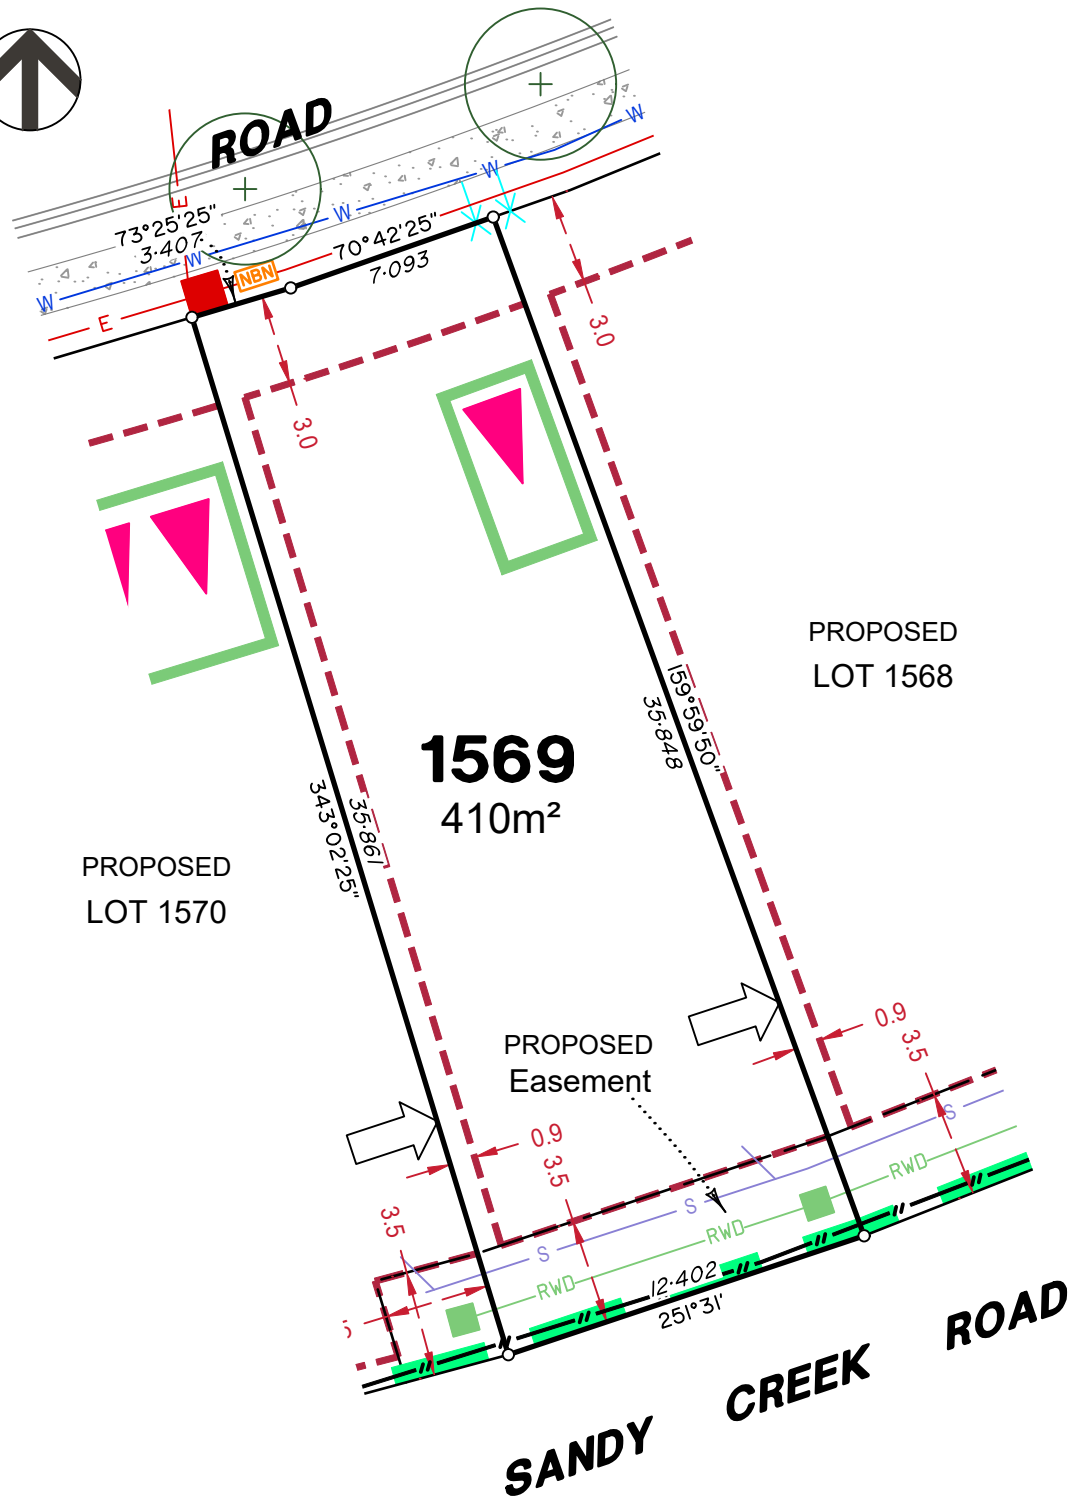 ROAD
W
E
73°25'25"
3·407
W
W
W
W
NBN
70°42'25"
7·093
E
3.0
3.0
PROPOSED
LOT 1568
159°59'50"
35·848
1569
410m²
343°02'25"
35·861
PROPOSED
LOT 1570
PROPOSED
Easement
0.9
3.5
0.9
3.5
3.5
S
S
S
RWD
RWD
RWD
12·402
251°31'
SANDY CREEK ROAD